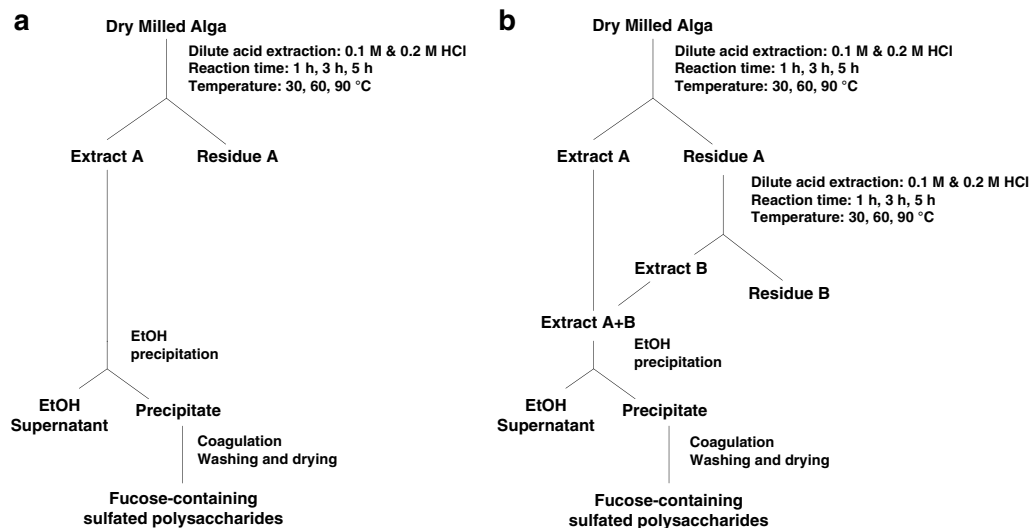 a
Dry Milled Alga
Dilute acid extraction: 0.1 M & 0.2 M HCl
Reaction time: 1 h, 3 h, 5 h
Temperature: 30, 60, 90 °C
Extract A
Residue A
EtOH
precipitation
EtOH
Supernatant
Precipitate
Coagulation
Washing and drying
Fucose-containing
sulfated polysaccharides
b
Dry Milled Alga
Dilute acid extraction: 0.1 M & 0.2 M HCl
Reaction time: 1 h, 3 h, 5 h
Temperature: 30, 60, 90 °C
Extract A
Residue A
Dilute acid extraction: 0.1 M & 0.2 M HCl
Reaction time: 1 h, 3 h, 5 h
Temperature: 30, 60, 90 °C
Extract B
Residue B
Extract A+B
EtOH
precipitation
EtOH
Supernatant
Precipitate
Coagulation
Washing and drying
Fucose-containing
sulfated polysaccharides